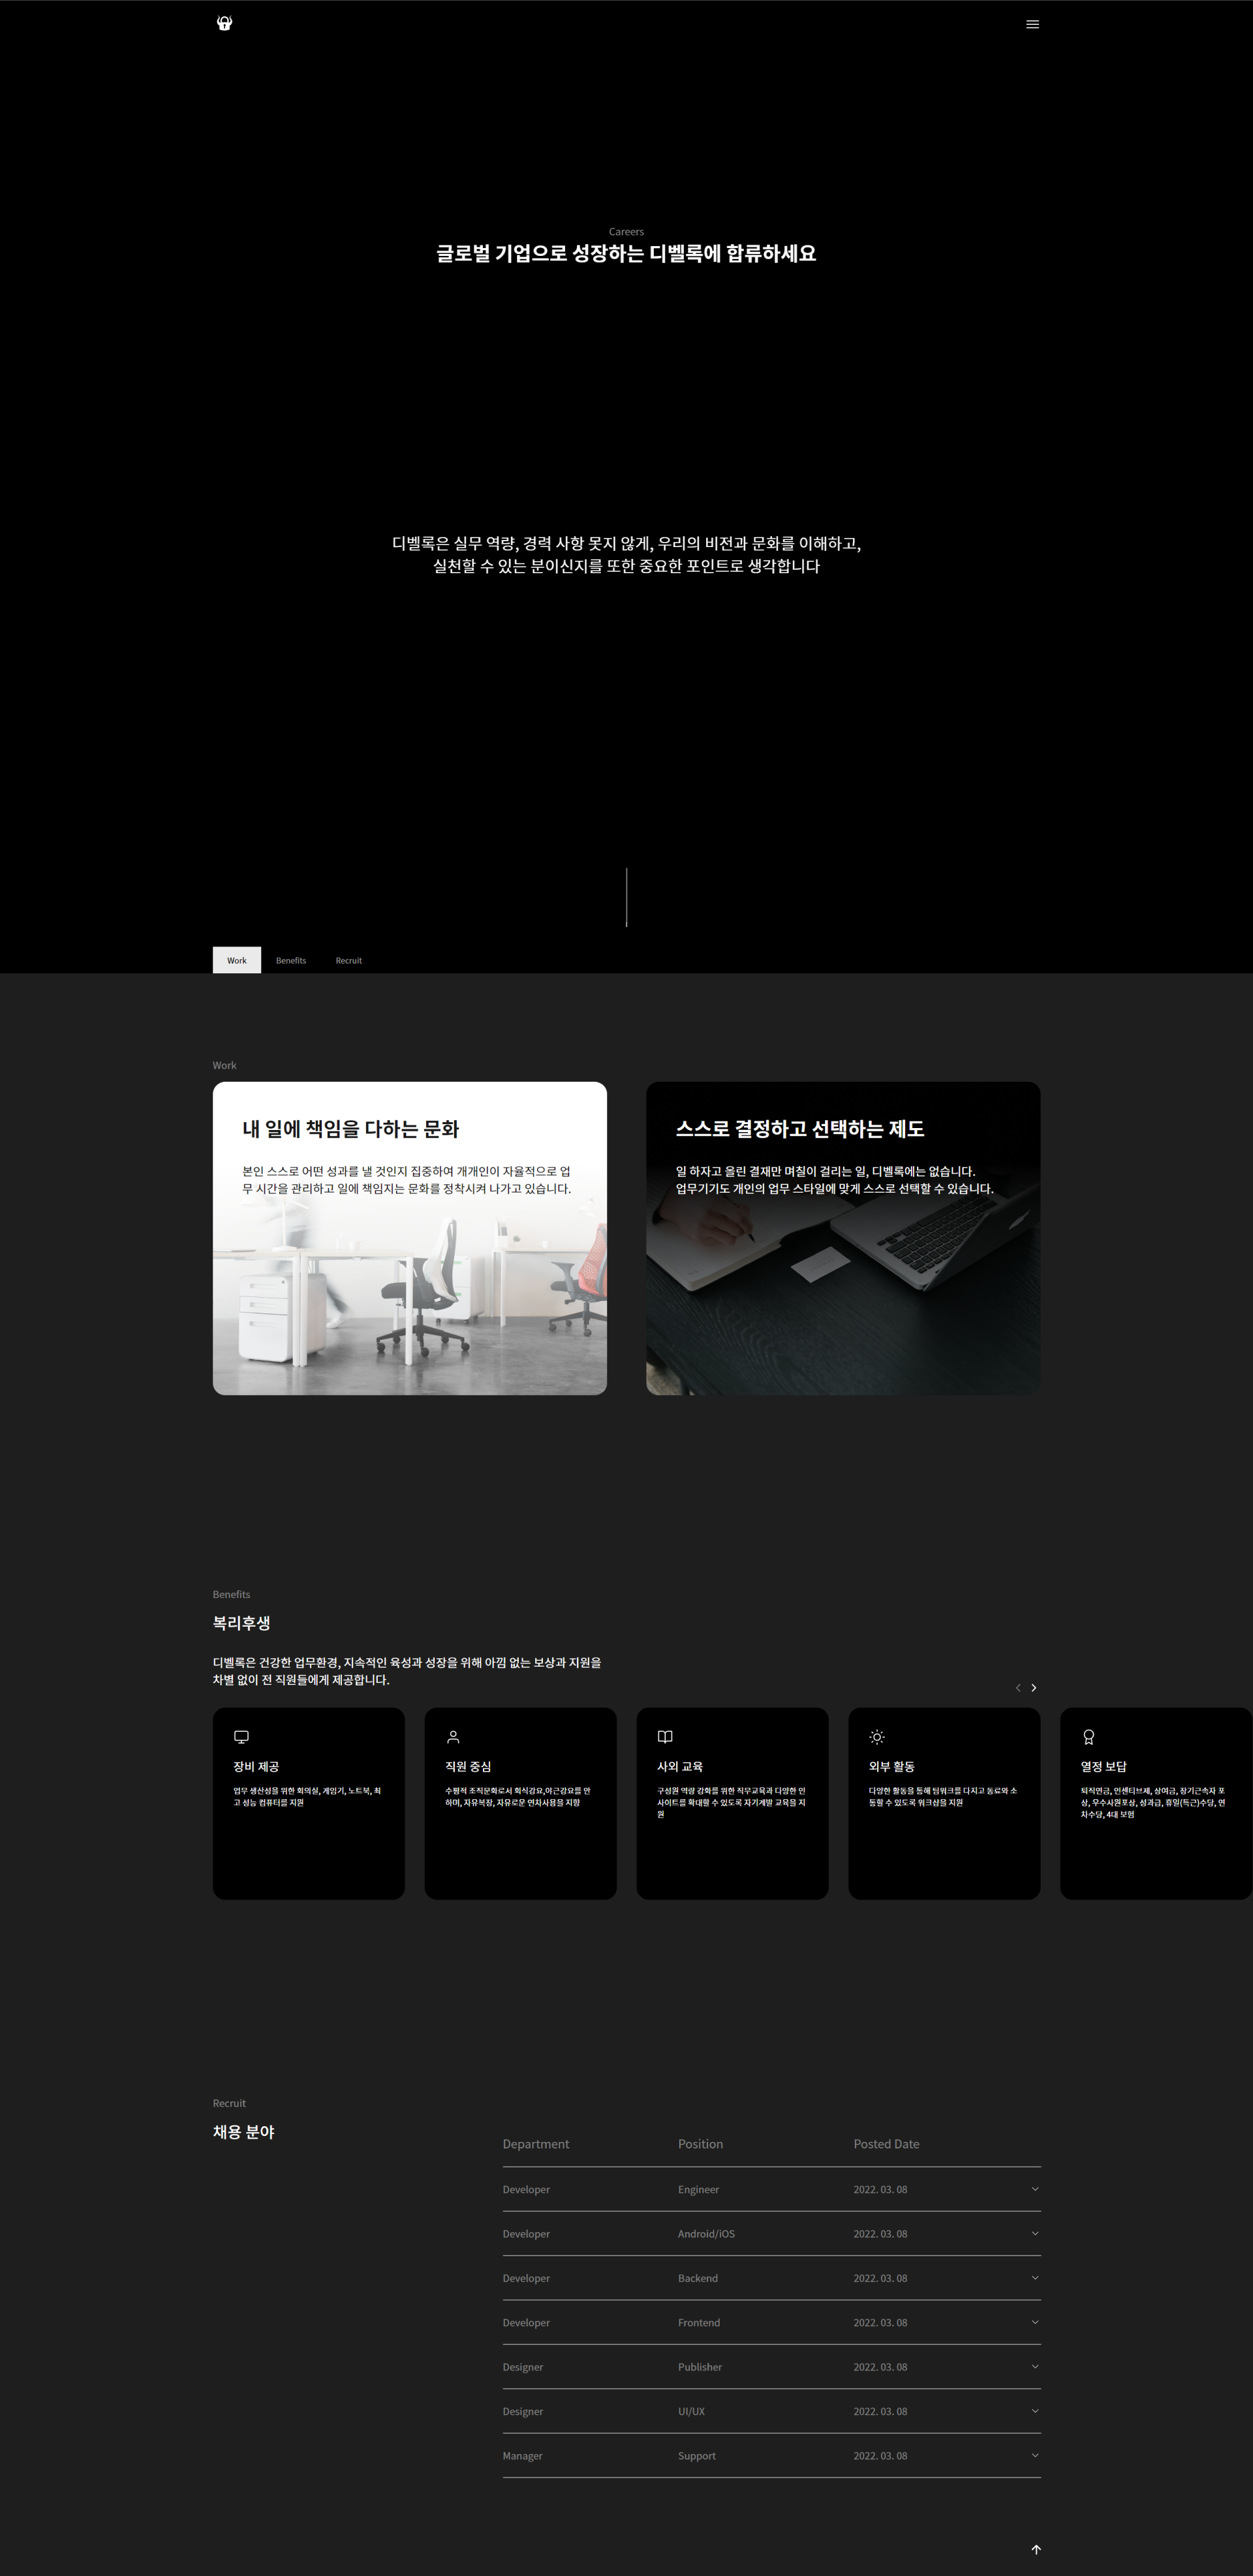 Careers
글로벌 기업으로 성장하는 디벨록에 합류하세요
디벨록은 실무 역량, 경력 사항 못지 않게, 우리의 비전과 문화를 이해하고,
실천할 수 있는 분이신지를 또한 중요한 포인트로 생각합니다
Work Benefits Recruit
Work
내 일에 책임을 다하는 문화
본인 스스로 어떤 성과를 낼 것인지 집중하여 개개인이 자율적으로 업
무 시간을 관리하고 일에 책임지는 문화를 정착시켜 나가고 있습니다.
스스로 결정하고 선택하는 제도
일 하자고 올린 결재만 며칠이 걸리는 일, 디벨록에는 없습니다.
업무기기도 개인의 업무 스타일에 맞게 스스로 선택할 수 있습니다.
Benefits
복리후생
디벨록은 건강한 업무환경, 지속적인 육성과 성장을 위해 아낌 없는 보상과 지원을
차별 없이 전 직원들에게 제공합니다.
장비 제공
업무 생산성을 위한 회의실, 게임기, 노트북, 최
고 성능 컴퓨터를 지원
직원 중심
수평적 조직문화로서 회식강요,야근강요를 안
하며, 자유복장, 자유로운 연차사용을 지향
사외 교육
구성원 역량 강화를 위한 직무교육과 다양한 인
사이트를 확대할 수 있도록 자기계발 교육을 지
원
외부 활동
다양한 활동을 통해 팀워크를 다지고 동료와 소
통할 수 있도록 워크샵을 지원
열정 보답
퇴직연금, 인센티브제, 상여금, 장기근속자 포
상, 우수사원포상, 성과급, 휴일(특근)수당, 연
차수당, 4대 보험
Recruit
채용 분야
Department Position Posted Date
Developer Engineer 2022. 03. 08
Developer Android/iOS 2022. 03. 08
Developer Backend 2022. 03. 08
Developer Frontend 2022. 03. 08
Designer Publisher 2022. 03. 08
Designer UI/UX 2022. 03. 08
Manager Support 2022. 03. 08